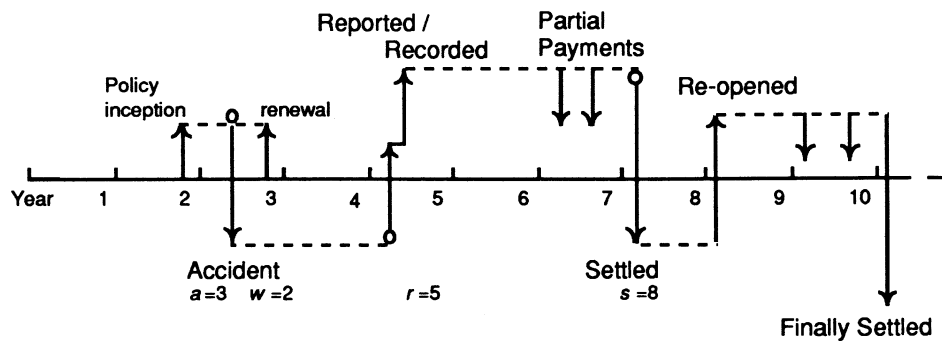 Reported /
Recorded
Partial
Payments
Policy
inception
renewal
Re-opened
Year 1 2 3 4 5 6 7 8 9 10
Accident
a=3 w=2 r=5
Settled
s=8
Finally Settled